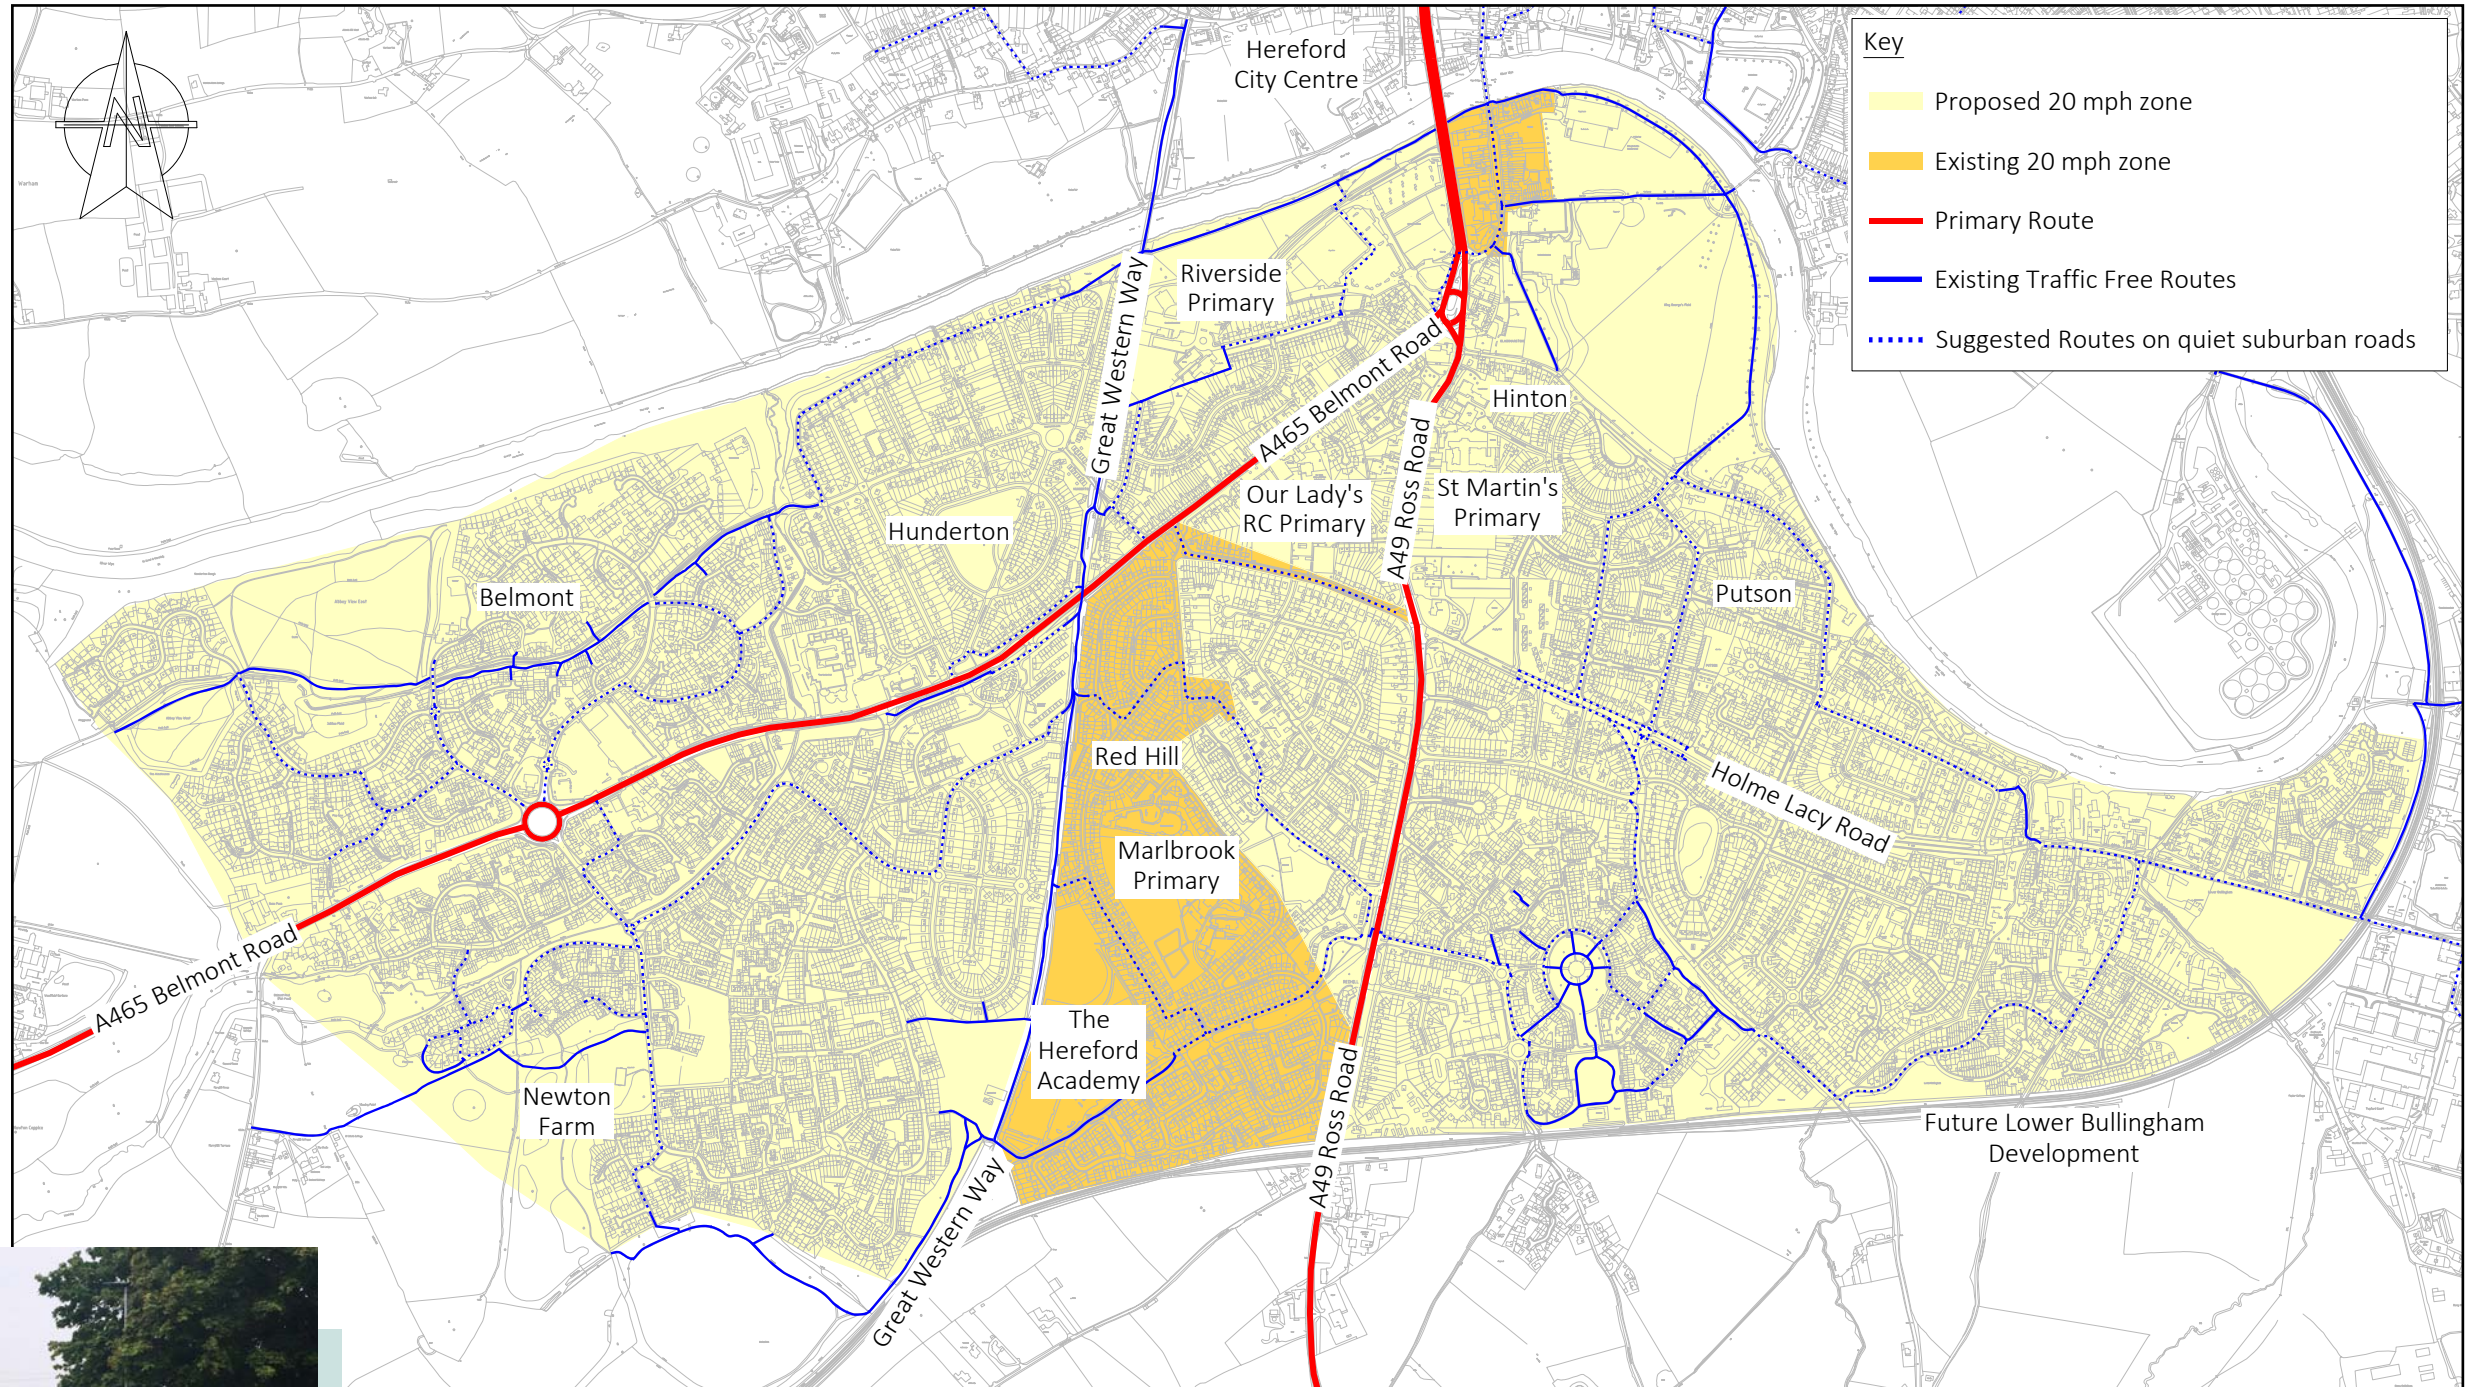 Hereford
City Centre
Key
Proposed 20 mph zone
Existing 20 mph zone
Primary Route
Existing Traffic Free Routes
Suggested Routes on quiet suburban roads
N
Riverside
Primary
Great Western Way
A465 Belmont Road
Hinton
A49 Ross Road
Our Lady's
RC Primary
St Martin's
Primary
Hunderton
Belmont
Putson
Red Hill
Holme Lacy Road
Marlbrook
Primary
A465 Belmont Road
The
Hereford
Academy
Newton
Farm
A49 Ross Road
Great Western Way
Future Lower Bullingham
Development